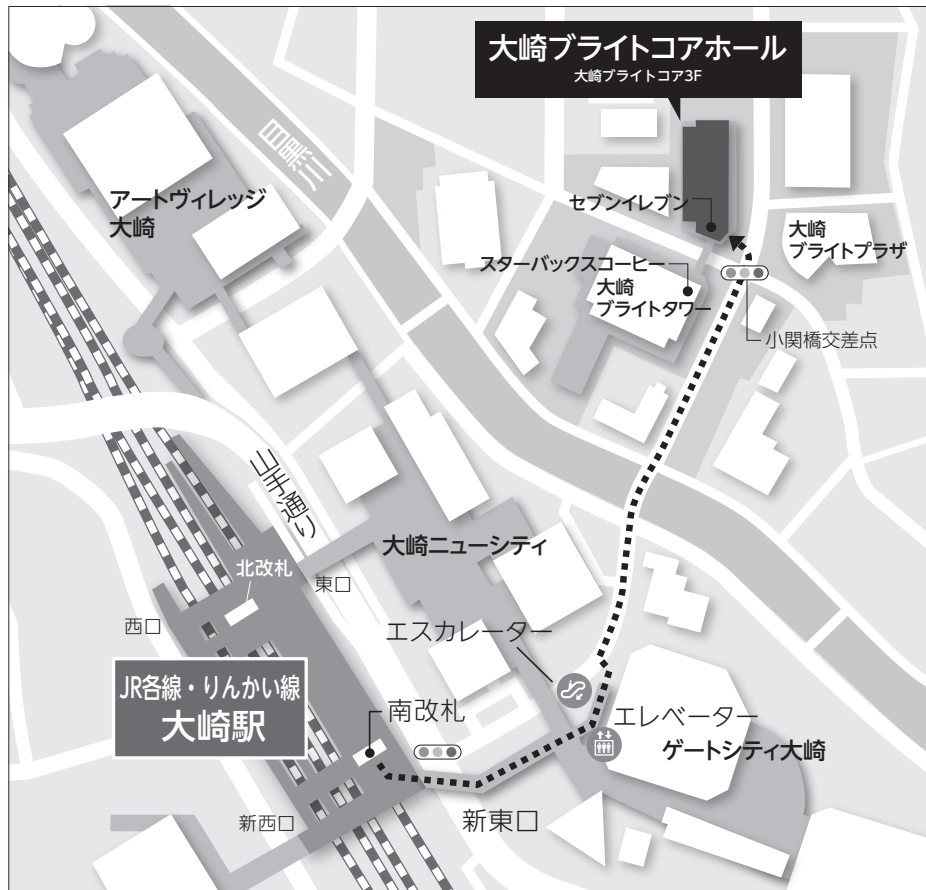 大崎ブライトコアホール
大崎ブライトコア3F
目黒川
アートヴィレッジ
大崎
セブンイレブン
大崎
ブライトプラザ
スターバックスコーヒー
大崎
ブライトタワー
小関橋交差点
山手通り
大崎ニューシティ
北改札
東口
西口
エスカレーター
JR各線・りんかい線
大崎駅
南改札
エレベーター
ゲートシティ大崎
新西口
新東口